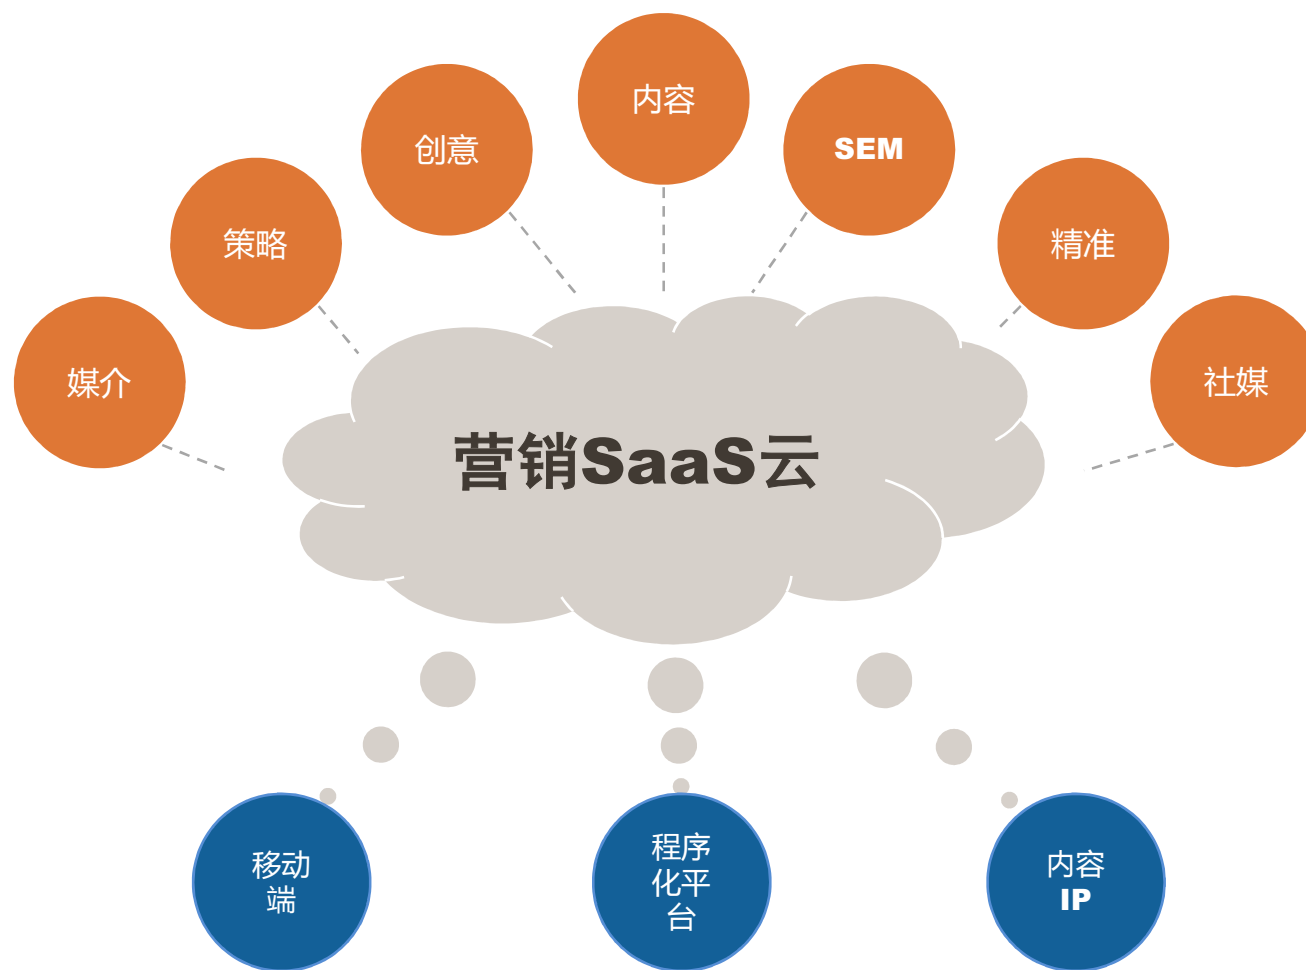 内容
创意
SEM
策略
精准
媒介
社媒
营销SaaS云
移动
端
程序
化平
台
内容
IP